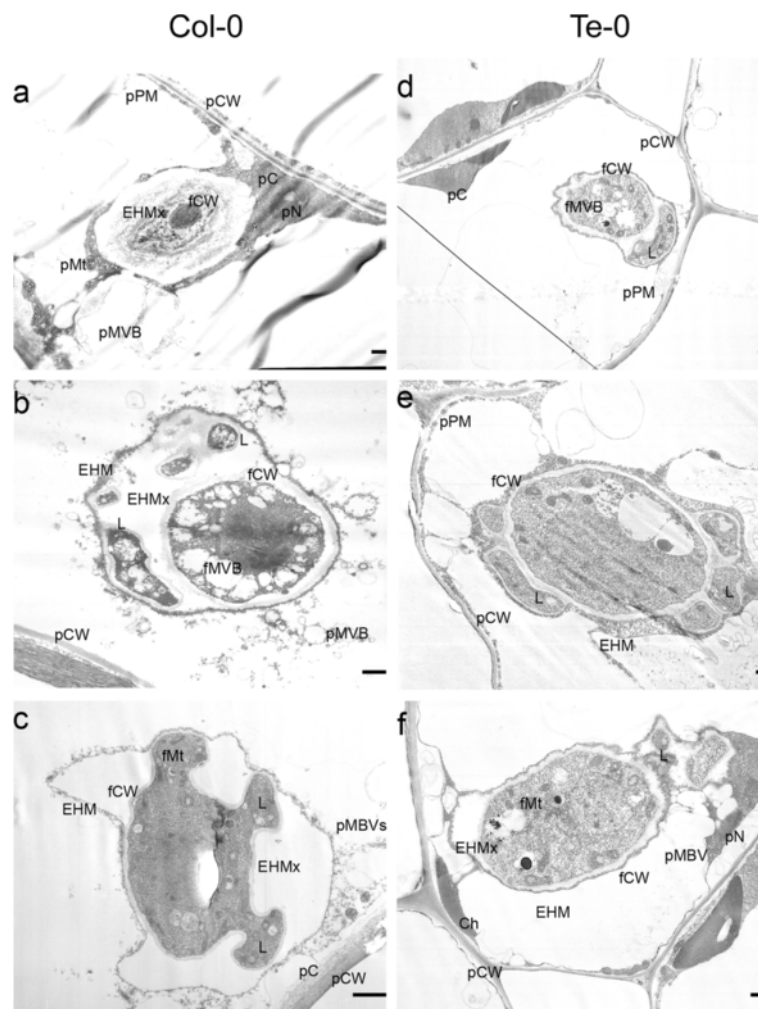 Col-0 Te-0
a
pPM
pCW
pC
fCW
EHMx
pN
pMt
pMVB
d
pCW
fCW
pC
fMVB
L
pPM
b
L
EHM
fCW
EHMx
L
fMVB
pCW
pMVB
e
pPM
fCW
L
L
pCW
EHM
c
fMt
fCW
L
EHM
pMBVs
EHMx
L
pC
pCW
f
L
fMt
pN
EHMx
pMBV
fCW
EHM
Ch
pCW